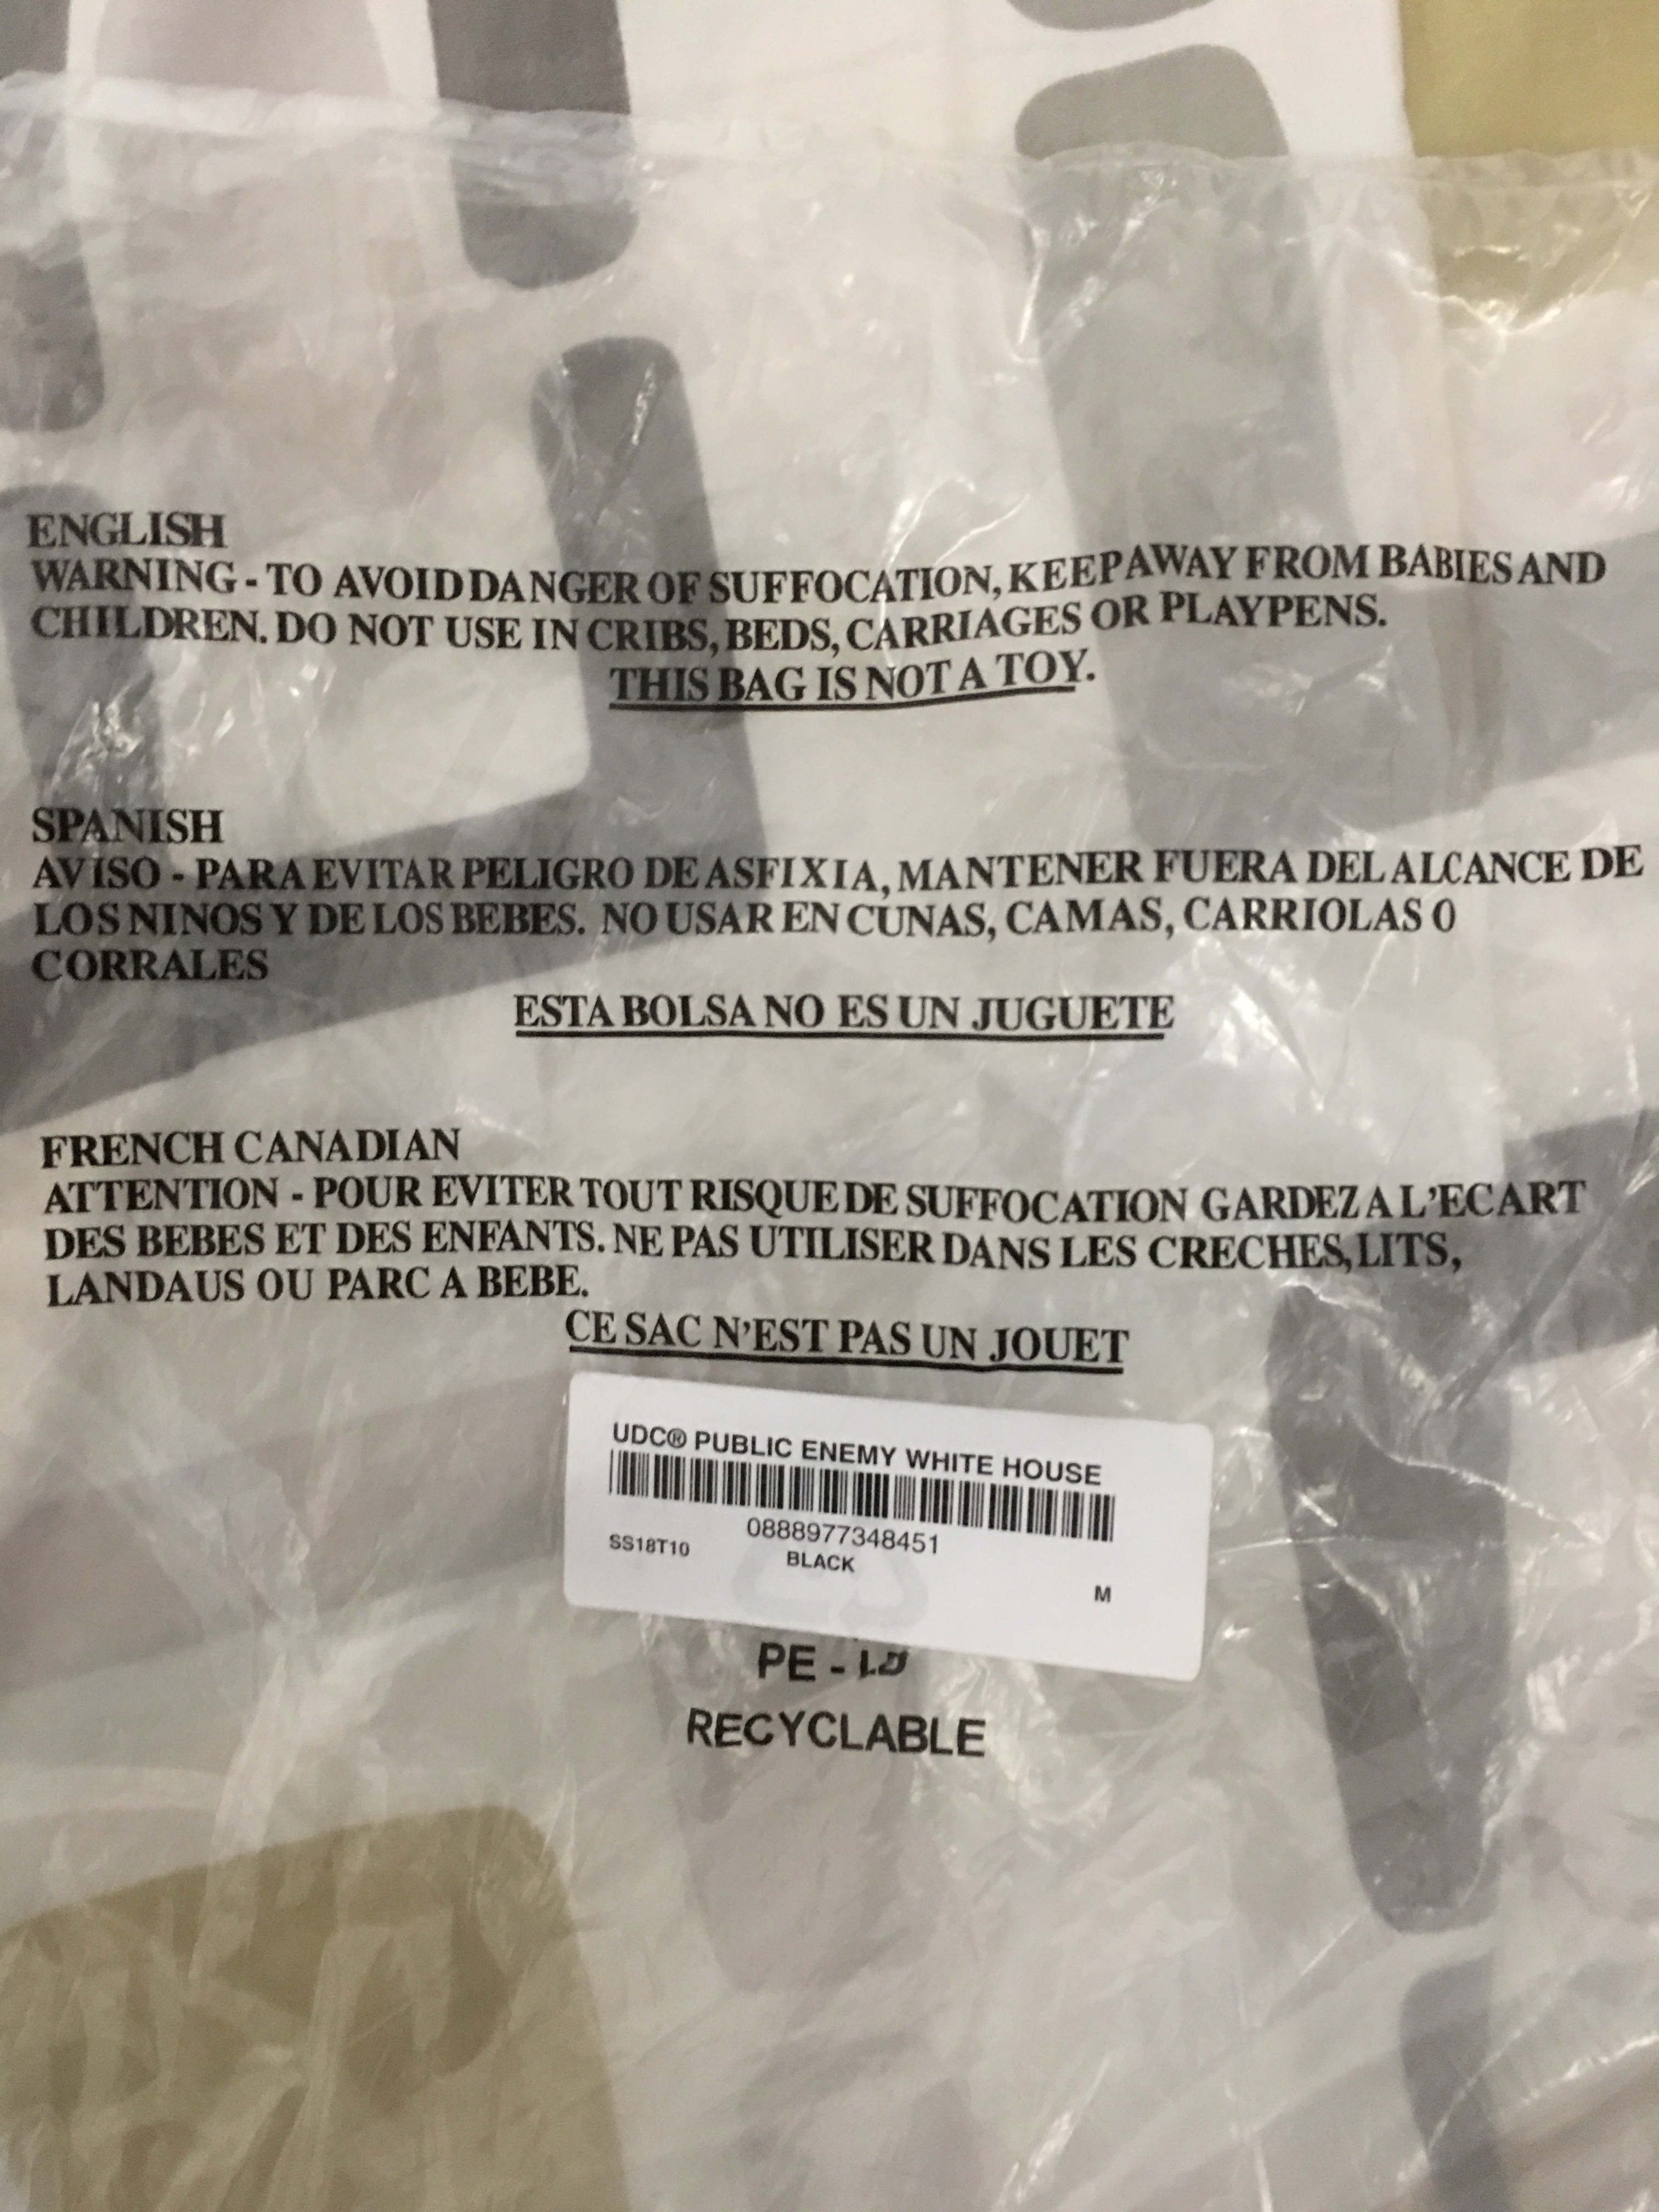 ENGLISH
WARNING - TO AVOID DANGER OF SUFFOCATION, KEEP AWAY FROM BABIES AND
CHILDREN. DO NOT USE IN CRIBS, BEDS, CARRIAGES OR PLAYPENS.
THIS BAG IS NOT A TOY.
SPANISH
AVISO - PARA EVITAR PELIGRO DE ASFIXIA, MANTENER FUERA DEL ALCANCE DE
LOS NINOS Y DE LOS BEBES. NO USAR EN CUNAS, CAMAS, CARRIOLAS O
CORRALES
ESTA BOLSA NO ES UN JUGUETE
FRENCH CANADIAN
ATTENTION - POUR EVITER TOUT RISQUE DE SUFFOCATION GARDEZ A L'ECART
DES BEBES ET DES ENFANTS. NE PAS UTILISER DANS LES CRECHES, LITS,
LANDAUS OU PARC A BEBE.
CE SAC N'EST PAS UN JOUET
UDC® PUBLIC ENEMY WHITE HOUSE
0888977348451
SS18T10 BLACK
M
PE -
RECYCLABLE